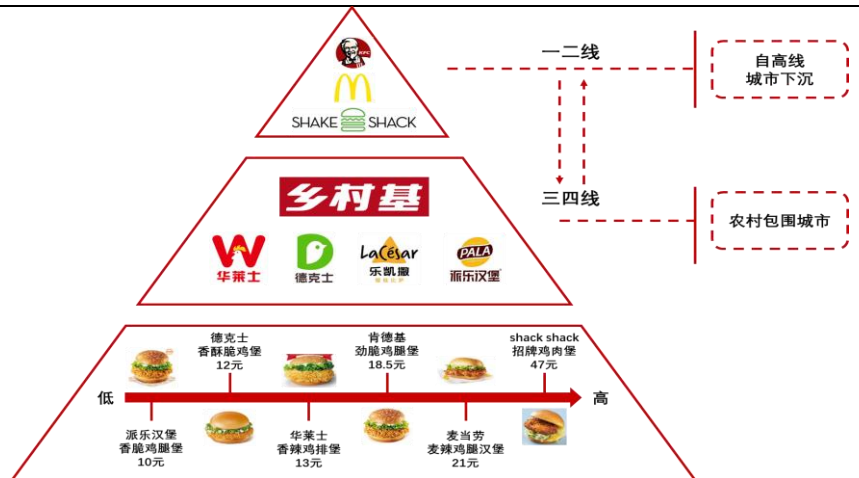 KFC
SHAKE SHACK
一二线
自高线
城市下沉
乡村基
华莱士
德克士
LaCésar
乐凯撒
PALA
派乐汉堡
三四线
农村包围城市
德克士
香酥脆鸡堡
12元
肯德基
劲脆鸡腿堡
18.5元
shack shack
招牌鸡肉堡
47元
低
高
派乐汉堡
香脆鸡腿堡
10元
华莱士
香辣鸡排堡
13元
麦当劳
麦辣鸡腿汉堡
21元